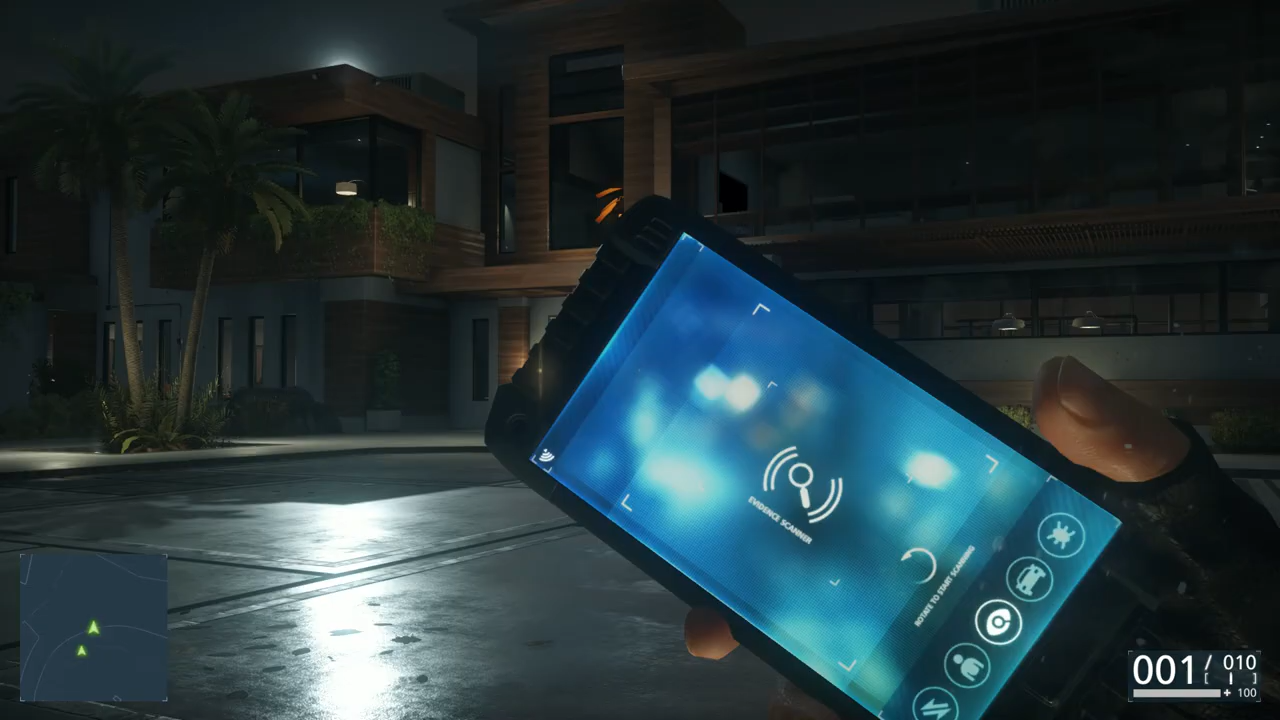 EVIDENCE SCANNER
ROTATE TO START SCANNING
001 / 010
[ | ]
+ 100